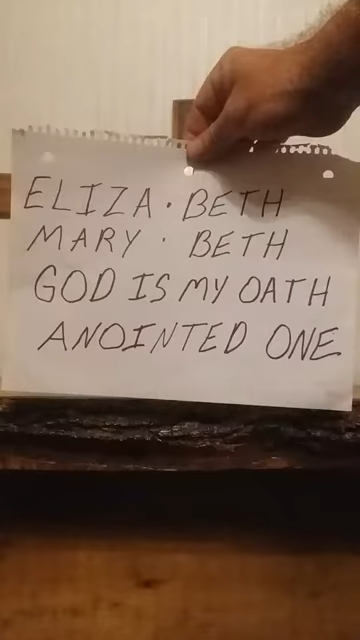 ELIZA · BETH
MARY · BETH
GOD IS MY OATH
ANOINTED ONE